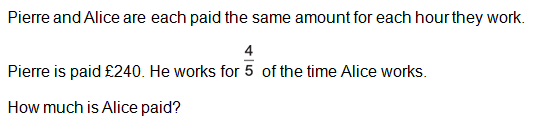 Pierre and Alice are each paid the same amount for each hour they work.
Pierre is paid £240. He works for 4/5 of the time Alice works.
How much is Alice paid?